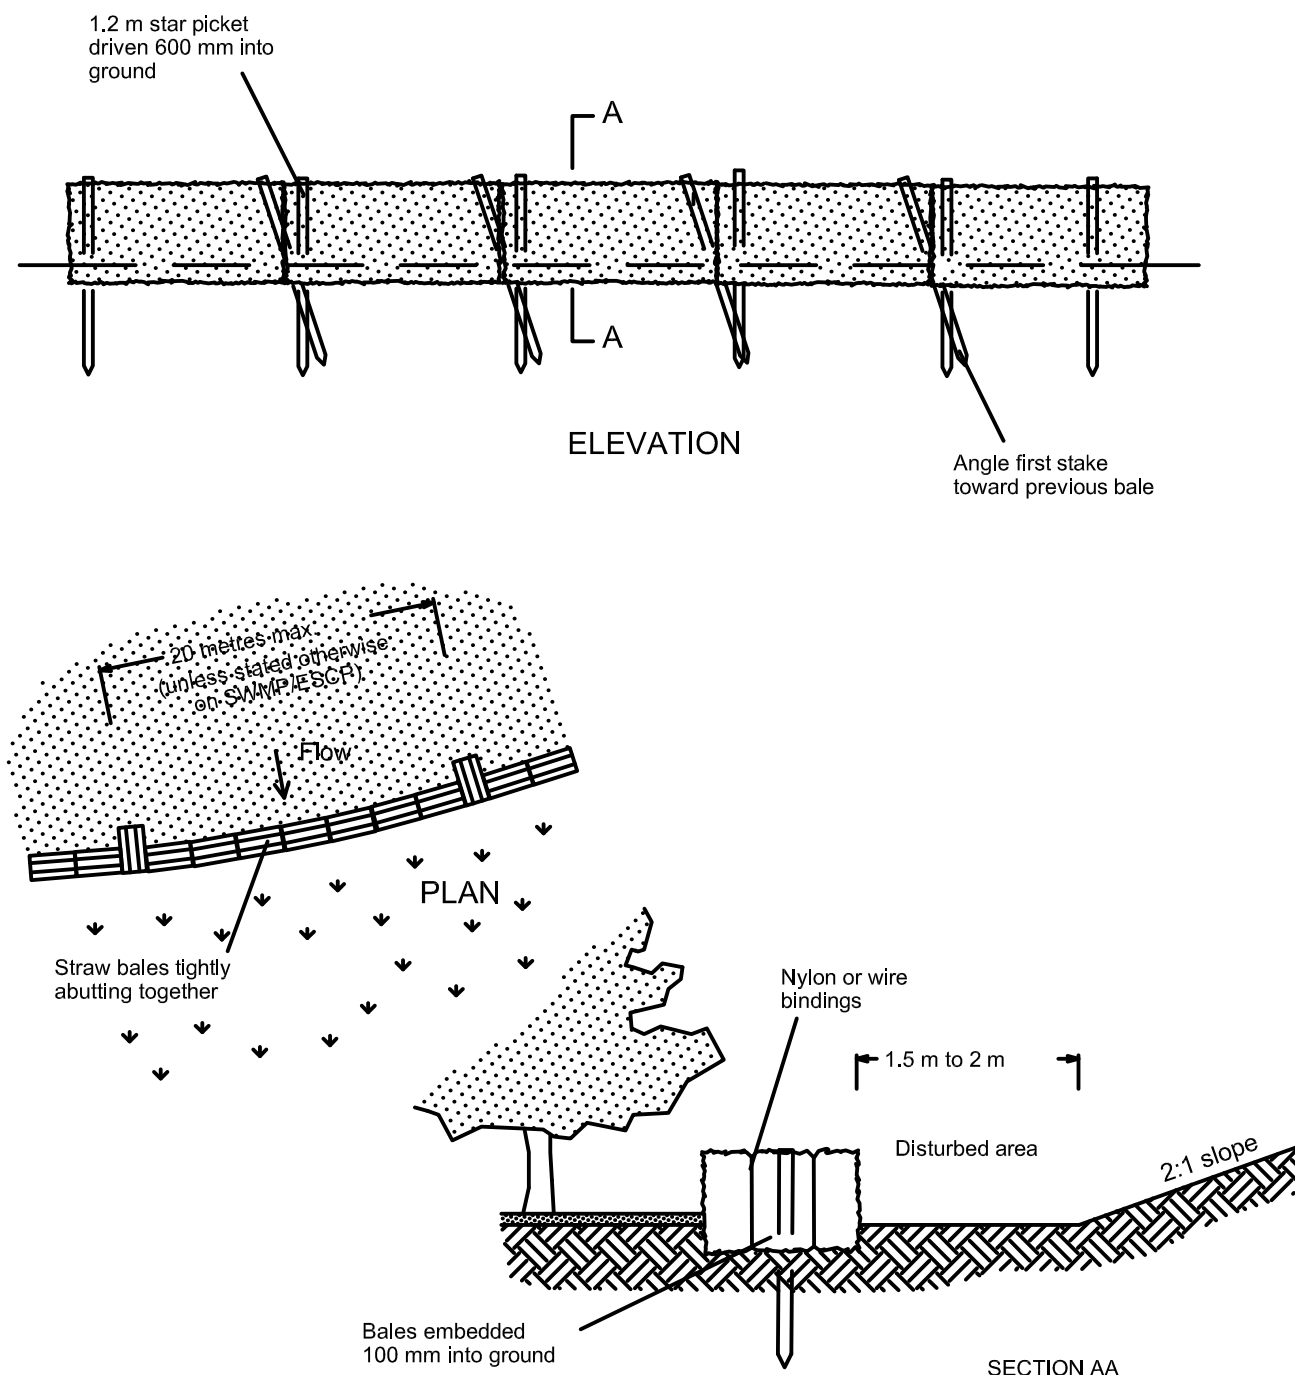 1.2 m star picket
driven 600 mm into
ground
A
A
ELEVATION
Angle first stake
toward previous bale
20 metres max
(unless stated otherwise
on SWMP/ESCP)
Flow
PLAN
Straw bales tightly
abutting together
Nylon or wire
bindings
1.5 m to 2 m
Disturbed area
2:1 slope
Bales embedded
100 mm into ground
SECTION AA